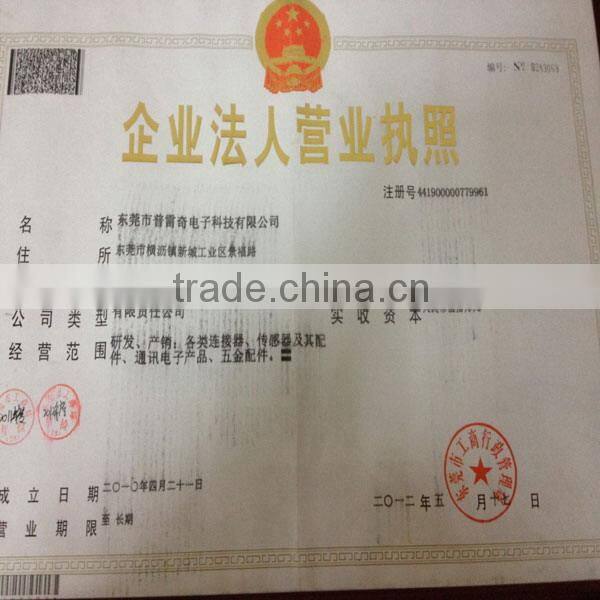 编号: №
企业法人营业执照
注册号441900000779961
名 称 东莞市普雷奇电子科技有限公司
住 所 东莞市横沥镇新城工业区景福路
trade.china.cn
公司类型 有限责任公司
实收资本
经营范围 研发、产销:各类连接器、传感器及其配件、通讯电子产品、五金配件。
东莞市工商行政管理局
成立日期 二〇一〇年四月二十一日
二〇一二年五月十七日
营业期限 至 长期